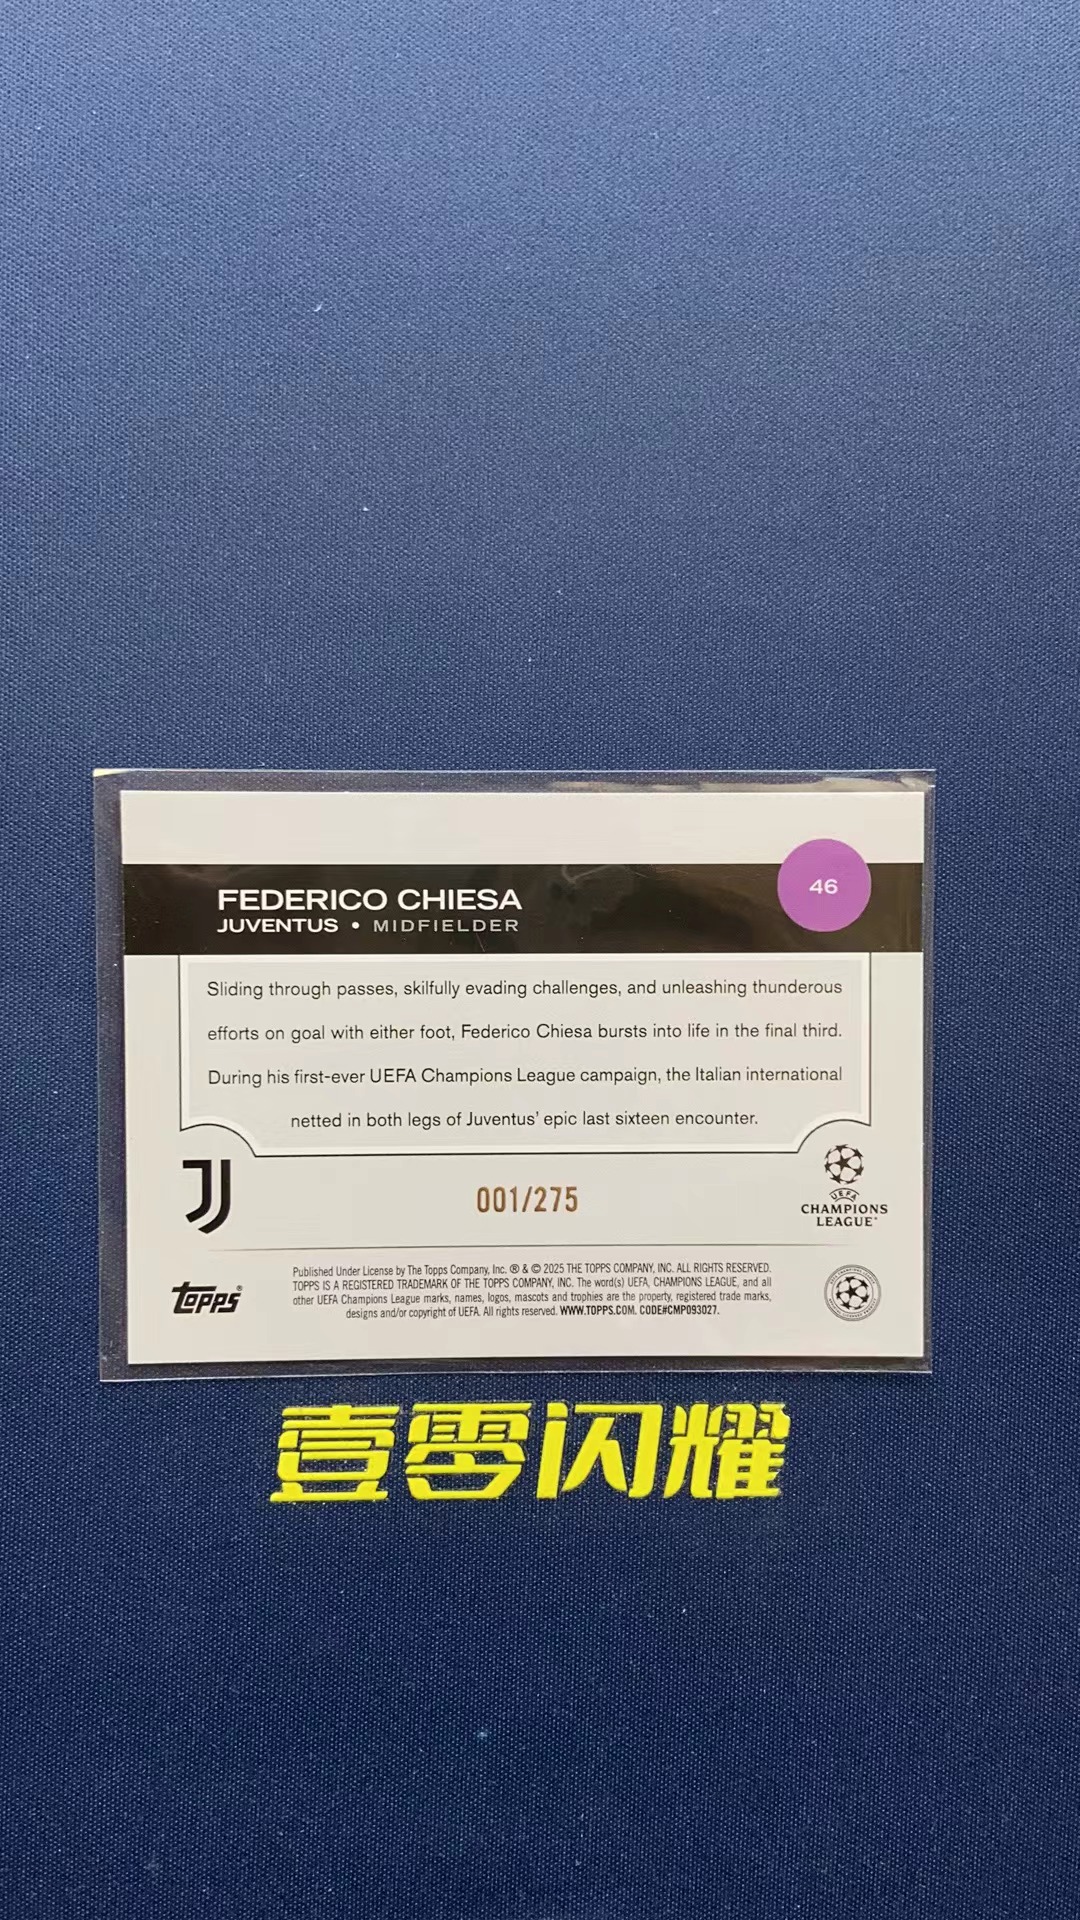 FEDERICO CHIESA
JUVENTUS • MIDFIELDER
46
Sliding through passes, skilfully evading challenges, and unleashing thunderous
efforts on goal with either foot, Federico Chiesa bursts into life in the final third.
During his first-ever UEFA Champions League campaign, the Italian international
netted in both legs of Juventus' epic last sixteen encounter.
001/275
UEFA
CHAMPIONS
LEAGUE®
Topps®
Published Under License by The Topps Company, Inc. ® & © 2025 THE TOPPS COMPANY, INC. ALL RIGHTS RESERVED.
TOPPS IS A REGISTERED TRADEMARK OF THE TOPPS COMPANY, INC. The word(s) UEFA, CHAMPIONS LEAGUE, and all
other UEFA Champions League marks, names, logos, mascots and trophies are the property, registered trade marks,
designs and/or copyright of UEFA. All rights reserved. WWW.TOPPS.COM. CODE#CMP093027.
壹零闪耀